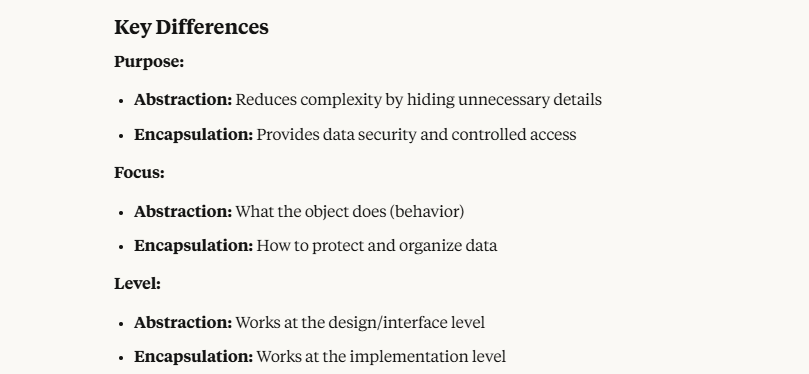 Key Differences
Purpose:
• Abstraction: Reduces complexity by hiding unnecessary details
• Encapsulation: Provides data security and controlled access
Focus:
• Abstraction: What the object does (behavior)
• Encapsulation: How to protect and organize data
Level:
• Abstraction: Works at the design/interface level
• Encapsulation: Works at the implementation level